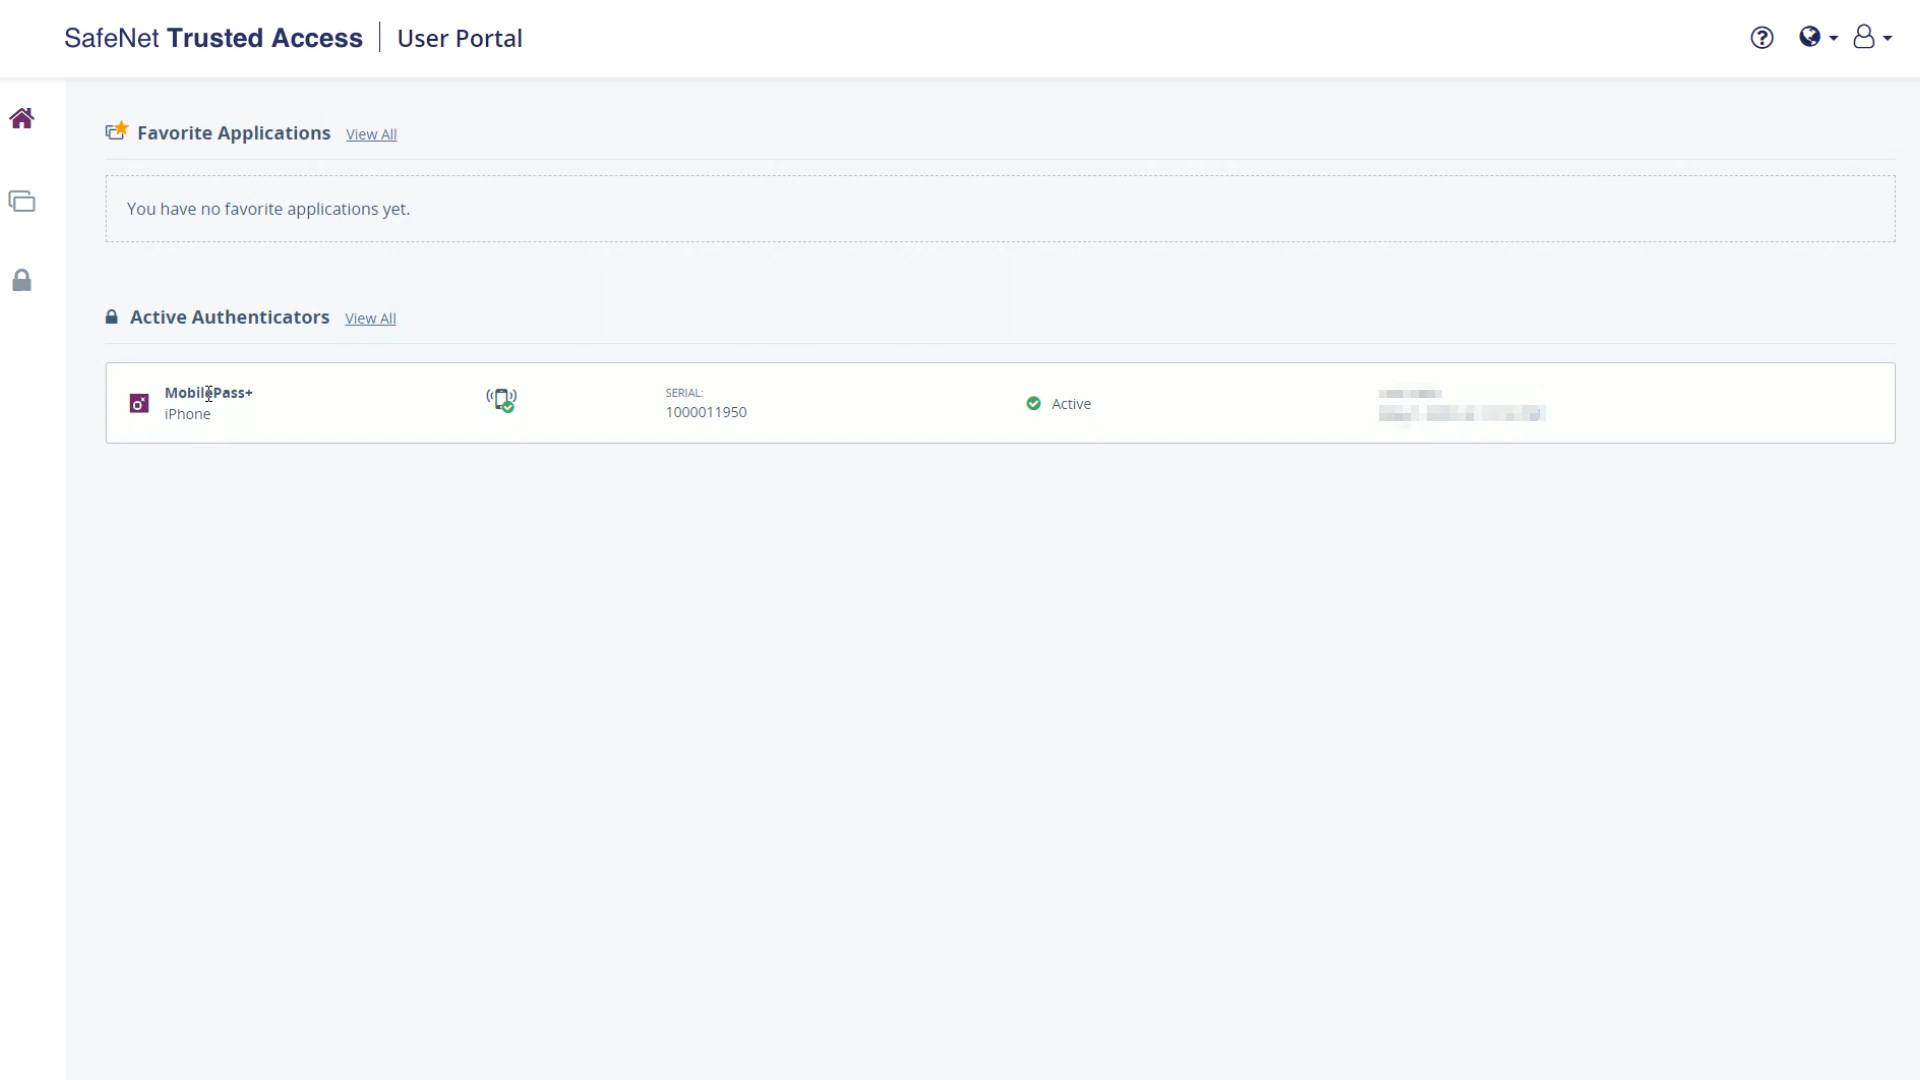 SafeNet Trusted Access | User Portal
Favorite Applications View All
You have no favorite applications yet.
Active Authenticators View All
MobilePass+
iPhone
SERIAL:
1000011950
Active